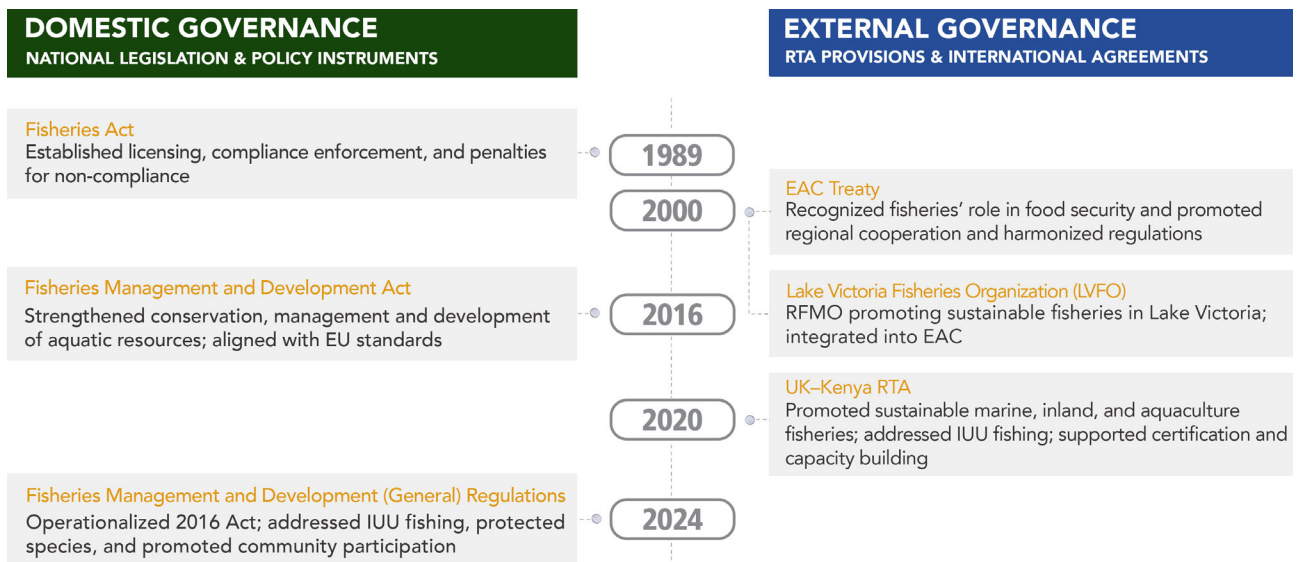 DOMESTIC GOVERNANCE
NATIONAL LEGISLATION & POLICY INSTRUMENTS
EXTERNAL GOVERNANCE
RTA PROVISIONS & INTERNATIONAL AGREEMENTS
Fisheries Act
Established licensing, compliance enforcement, and penalties
for non-compliance
1989
2000
EAC Treaty
Recognized fisheries’ role in food security and promoted
regional cooperation and harmonized regulations
Fisheries Management and Development Act
Strengthened conservation, management and development
of aquatic resources; aligned with EU standards
2016
Lake Victoria Fisheries Organization (LVFO)
RFMO promoting sustainable fisheries in Lake Victoria;
integrated into EAC
2020
UK–Kenya RTA
Promoted sustainable marine, inland, and aquaculture
fisheries; addressed IUU fishing; supported certification and
capacity building
Fisheries Management and Development (General) Regulations
Operationalized 2016 Act; addressed IUU fishing, protected
species, and promoted community participation
2024